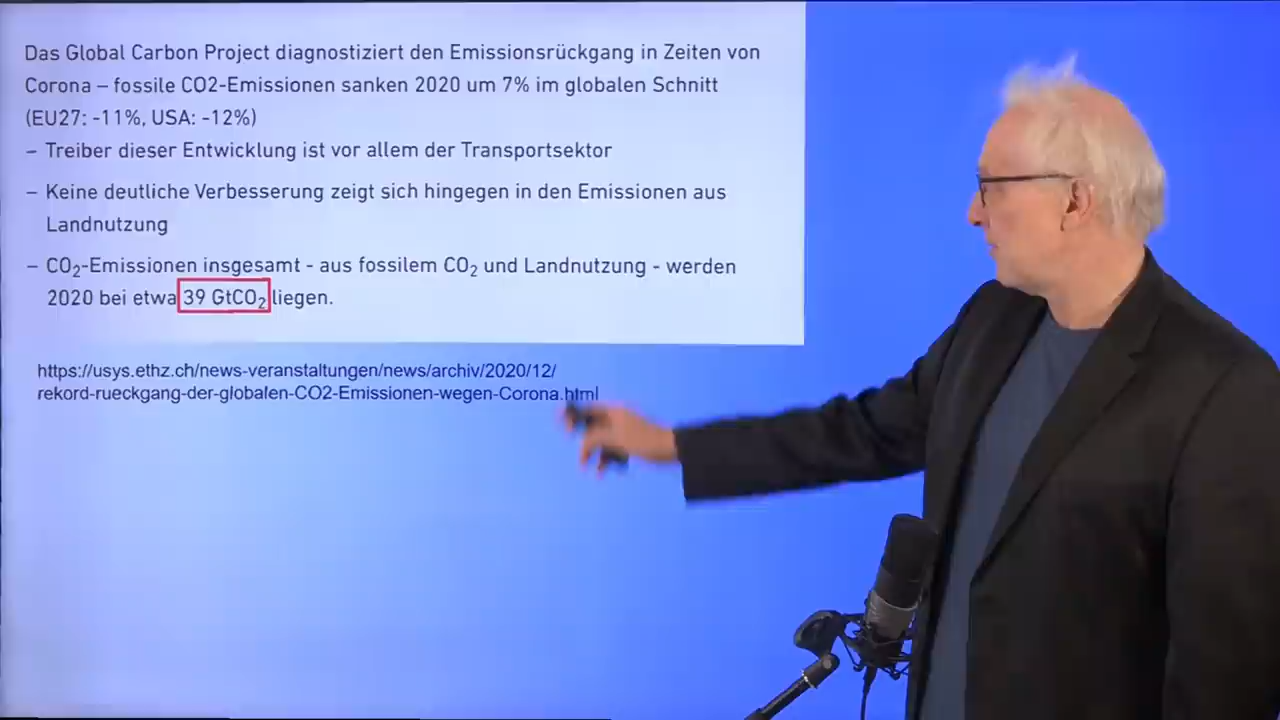 Das Global Carbon Project diagnostiziert den Emissionsrückgang in Zeiten von
Corona – fossile CO2-Emissionen sanken 2020 um 7% im globalen Schnitt
(EU27: -11%, USA: -12%)
– Treiber dieser Entwicklung ist vor allem der Transportsektor
– Keine deutliche Verbesserung zeigt sich hingegen in den Emissionen aus
Landnutzung
– CO₂-Emissionen insgesamt - aus fossilem CO₂ und Landnutzung - werden
2020 bei etwa 39 GtCO₂ liegen.
https://usys.ethz.ch/news-veranstaltungen/news/archiv/2020/12/
rekord-rueckgang-der-globalen-CO2-Emissionen-wegen-Corona.html